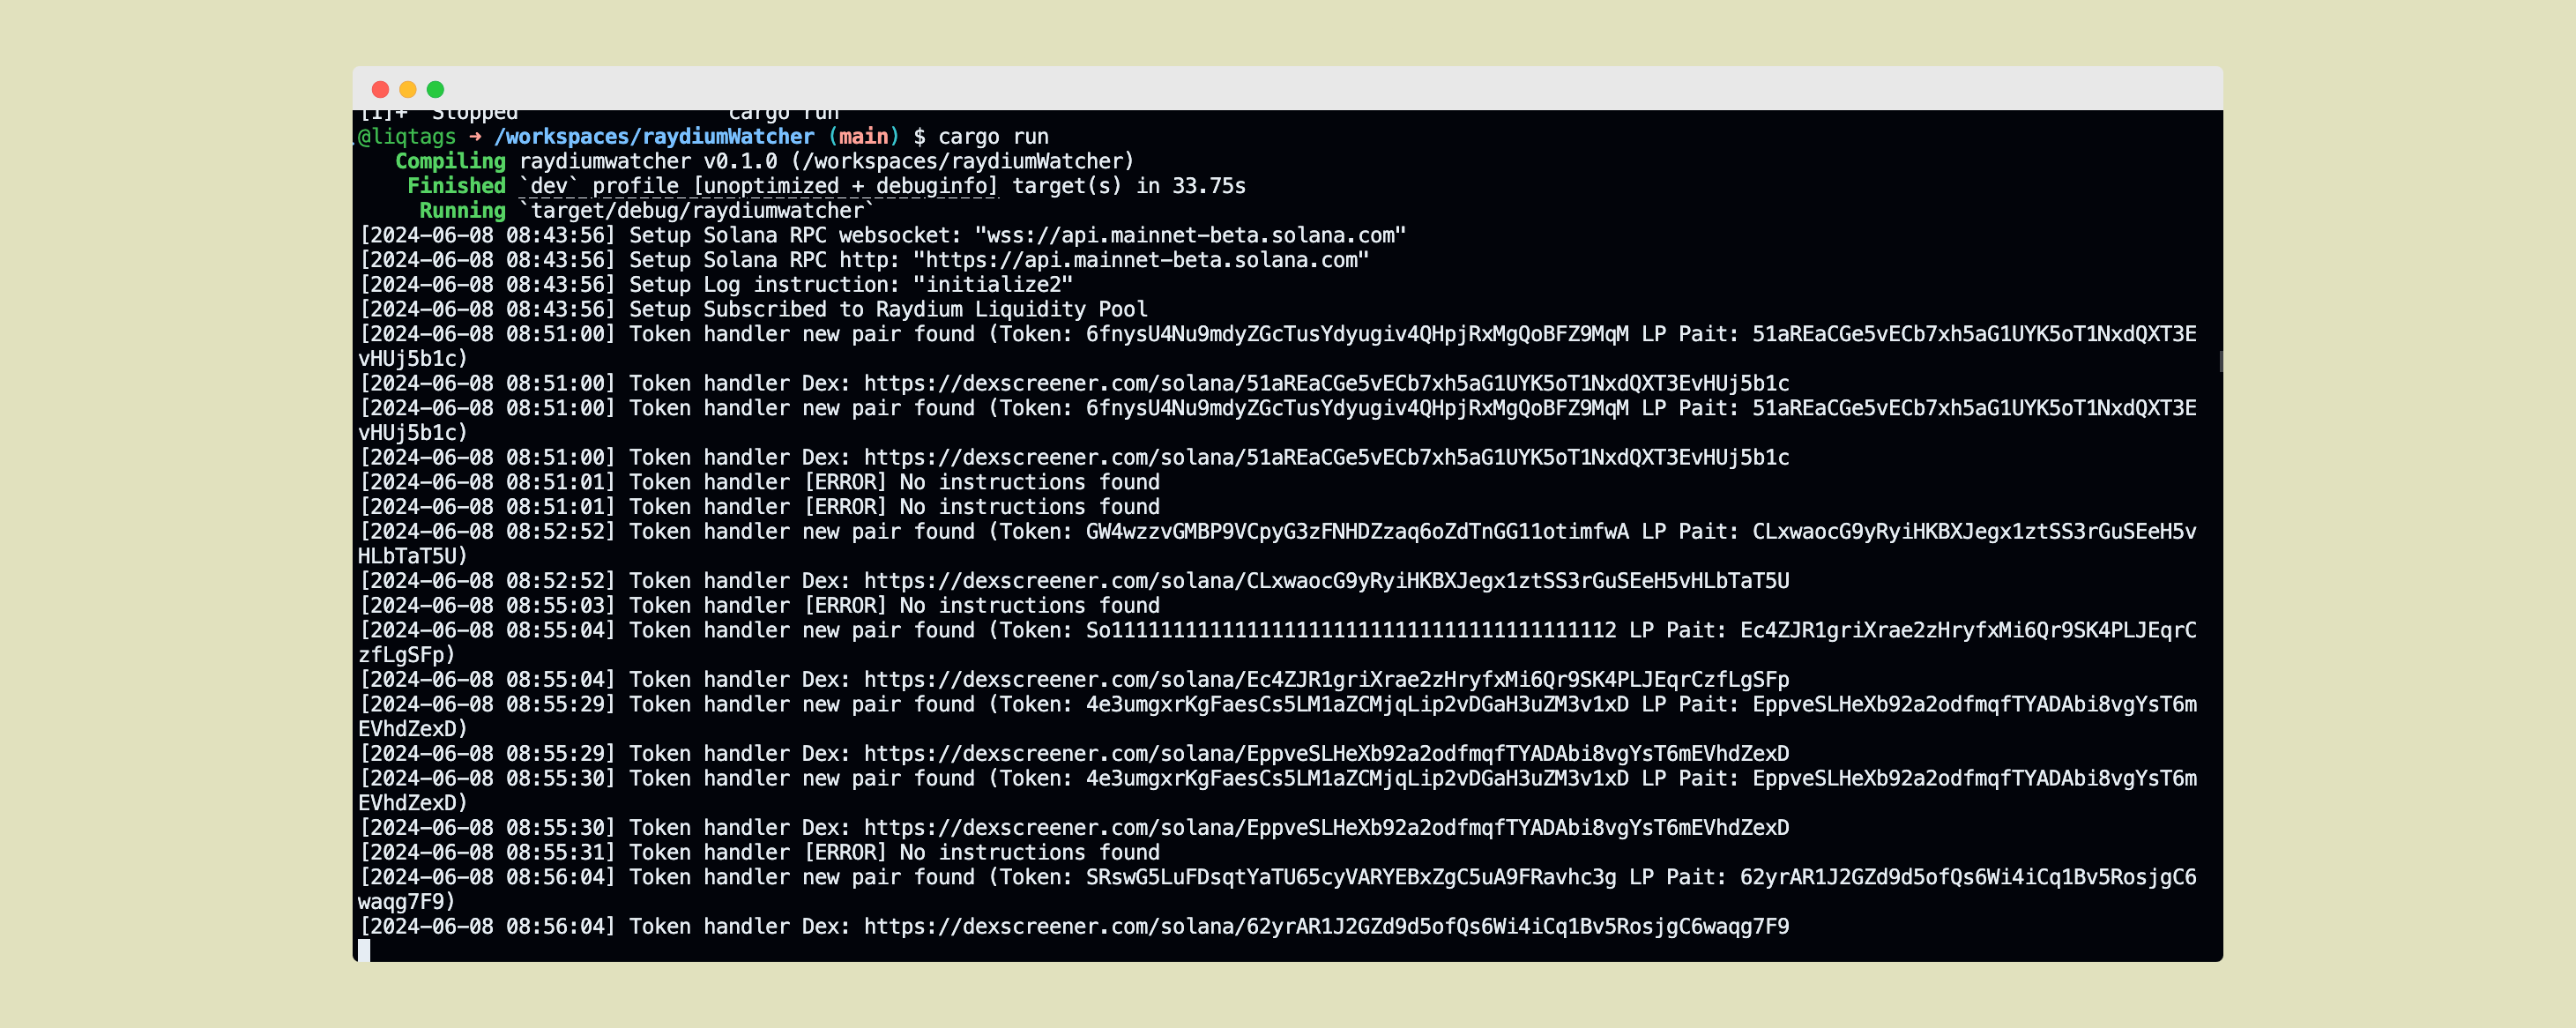 [1]+  Stopped                 cargo run
@liqtags ➜ /workspaces/raydiumWatcher (main) $ cargo run
   Compiling raydiumwatcher v0.1.0 (/workspaces/raydiumWatcher)
    Finished `dev` profile [unoptimized + debuginfo] target(s) in 33.75s
     Running `target/debug/raydiumwatcher`
[2024-06-08 08:43:56] Setup Solana RPC websocket: "wss://api.mainnet-beta.solana.com"
[2024-06-08 08:43:56] Setup Solana RPC http: "https://api.mainnet-beta.solana.com"
[2024-06-08 08:43:56] Setup Log instruction: "initialize2"
[2024-06-08 08:43:56] Setup Subscribed to Raydium Liquidity Pool
[2024-06-08 08:51:00] Token handler new pair found (Token: 6fnysU4Nu9mdyZGcTusYdyugiv4QHpjRxMgQoBFZ9MqM LP Pait: 51aREaCGe5vECb7xh5aG1UYK5oT1NxdQXT3E
vHUj5b1c)
[2024-06-08 08:51:00] Token handler Dex: https://dexscreener.com/solana/51aREaCGe5vECb7xh5aG1UYK5oT1NxdQXT3EvHUj5b1c
[2024-06-08 08:51:00] Token handler new pair found (Token: 6fnysU4Nu9mdyZGcTusYdyugiv4QHpjRxMgQoBFZ9MqM LP Pait: 51aREaCGe5vECb7xh5aG1UYK5oT1NxdQXT3E
vHUj5b1c)
[2024-06-08 08:51:00] Token handler Dex: https://dexscreener.com/solana/51aREaCGe5vECb7xh5aG1UYK5oT1NxdQXT3EvHUj5b1c
[2024-06-08 08:51:01] Token handler [ERROR] No instructions found
[2024-06-08 08:51:01] Token handler [ERROR] No instructions found
[2024-06-08 08:52:52] Token handler new pair found (Token: GW4wzzvGMBP9VCpyG3zFNHDZzaq6oZdTnGG11otimfwA LP Pait: CLxwaocG9yRyiHKBXJegx1ztSS3rGuSEeH5v
HLbTaT5U)
[2024-06-08 08:52:52] Token handler Dex: https://dexscreener.com/solana/CLxwaocG9yRyiHKBXJegx1ztSS3rGuSEeH5vHLbTaT5U
[2024-06-08 08:55:03] Token handler [ERROR] No instructions found
[2024-06-08 08:55:04] Token handler new pair found (Token: So11111111111111111111111111111111111111112 LP Pait: Ec4ZJR1griXrae2zHryfxMi6Qr9SK4PLJEqrC
zfLgSFp)
[2024-06-08 08:55:04] Token handler Dex: https://dexscreener.com/solana/Ec4ZJR1griXrae2zHryfxMi6Qr9SK4PLJEqrCzfLgSFp
[2024-06-08 08:55:29] Token handler new pair found (Token: 4e3umgxrKgFaesCs5LM1aZCMjqLip2vDGaH3uZM3v1xD LP Pait: EppveSLHeXb92a2odfmqfTYADAbi8vgYsT6m
EVhdZexD)
[2024-06-08 08:55:29] Token handler Dex: https://dexscreener.com/solana/EppveSLHeXb92a2odfmqfTYADAbi8vgYsT6mEVhdZexD
[2024-06-08 08:55:30] Token handler new pair found (Token: 4e3umgxrKgFaesCs5LM1aZCMjqLip2vDGaH3uZM3v1xD LP Pait: EppveSLHeXb92a2odfmqfTYADAbi8vgYsT6m
EVhdZexD)
[2024-06-08 08:55:30] Token handler Dex: https://dexscreener.com/solana/EppveSLHeXb92a2odfmqfTYADAbi8vgYsT6mEVhdZexD
[2024-06-08 08:55:31] Token handler [ERROR] No instructions found
[2024-06-08 08:56:04] Token handler new pair found (Token: SRswG5LuFDsqtYaTU65cyVARYEBxZgC5uA9FRavhc3g LP Pait: 62yrAR1J2GZd9d5ofQs6Wi4iCq1Bv5RosjgC6
waqg7F9)
[2024-06-08 08:56:04] Token handler Dex: https://dexscreener.com/solana/62yrAR1J2GZd9d5ofQs6Wi4iCq1Bv5RosjgC6waqg7F9